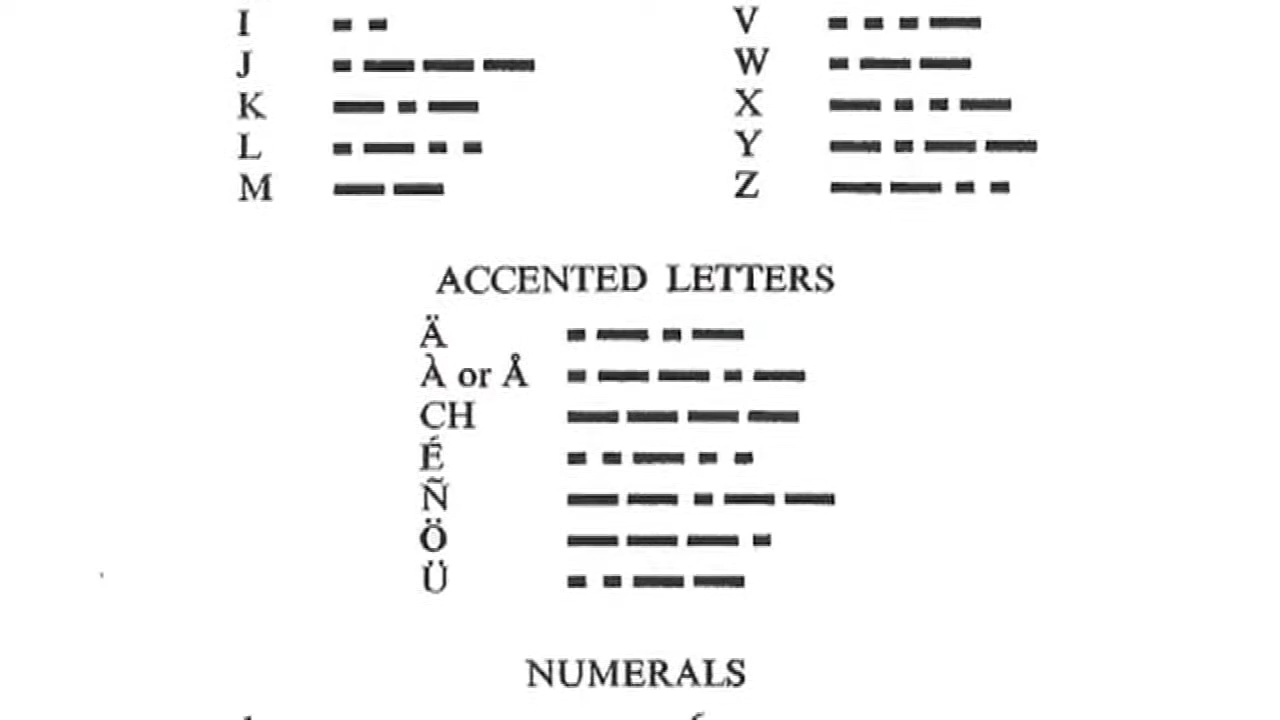 I ▪ ▪
J ▪ ▬ ▬ ▬
K ▬ ▪ ▬
L ▪ ▬ ▪ ▪
M ▬ ▬
V ▪ ▪ ▪ ▬
W ▪ ▬ ▬
X ▬ ▪ ▪ ▬
Y ▬ ▪ ▬ ▬
Z ▬ ▬ ▪ ▪
ACCENTED LETTERS
Ä ▪ ▬ ▪ ▬
À or Å ▪ ▬ ▬ ▪ ▬
CH ▬ ▬ ▬ ▬
É ▪ ▪ ▬ ▪ ▪
Ñ ▬ ▬ ▪ ▬ ▬
Ö ▬ ▬ ▬ ▪
Ü ▪ ▪ ▬ ▬
NUMERALS